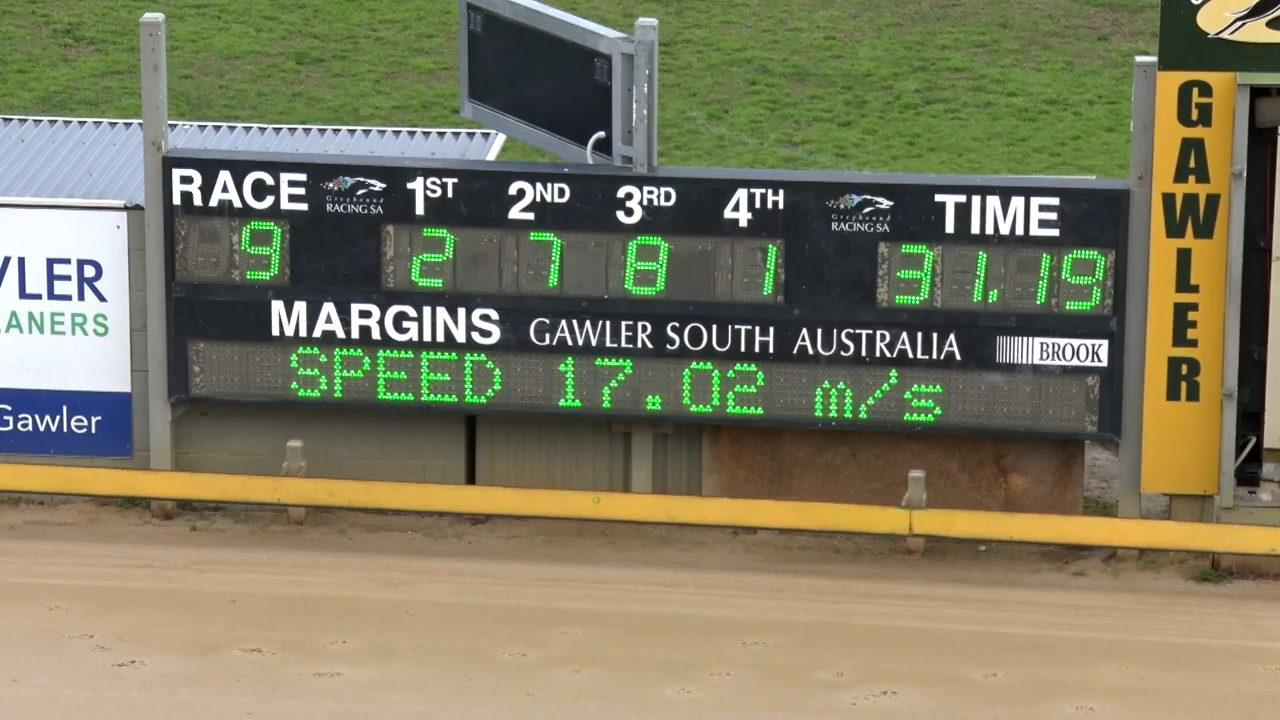 RACE Greyhound RACING SA 1ST 2ND 3RD 4TH Greyhound RACING SA TIME
9 2 7 8 1 31.19
MARGINS GAWLER SOUTH AUSTRALIA BROOK
SPEED 17.02 m/s
GAWLER
VLER
ANERS
Gawler